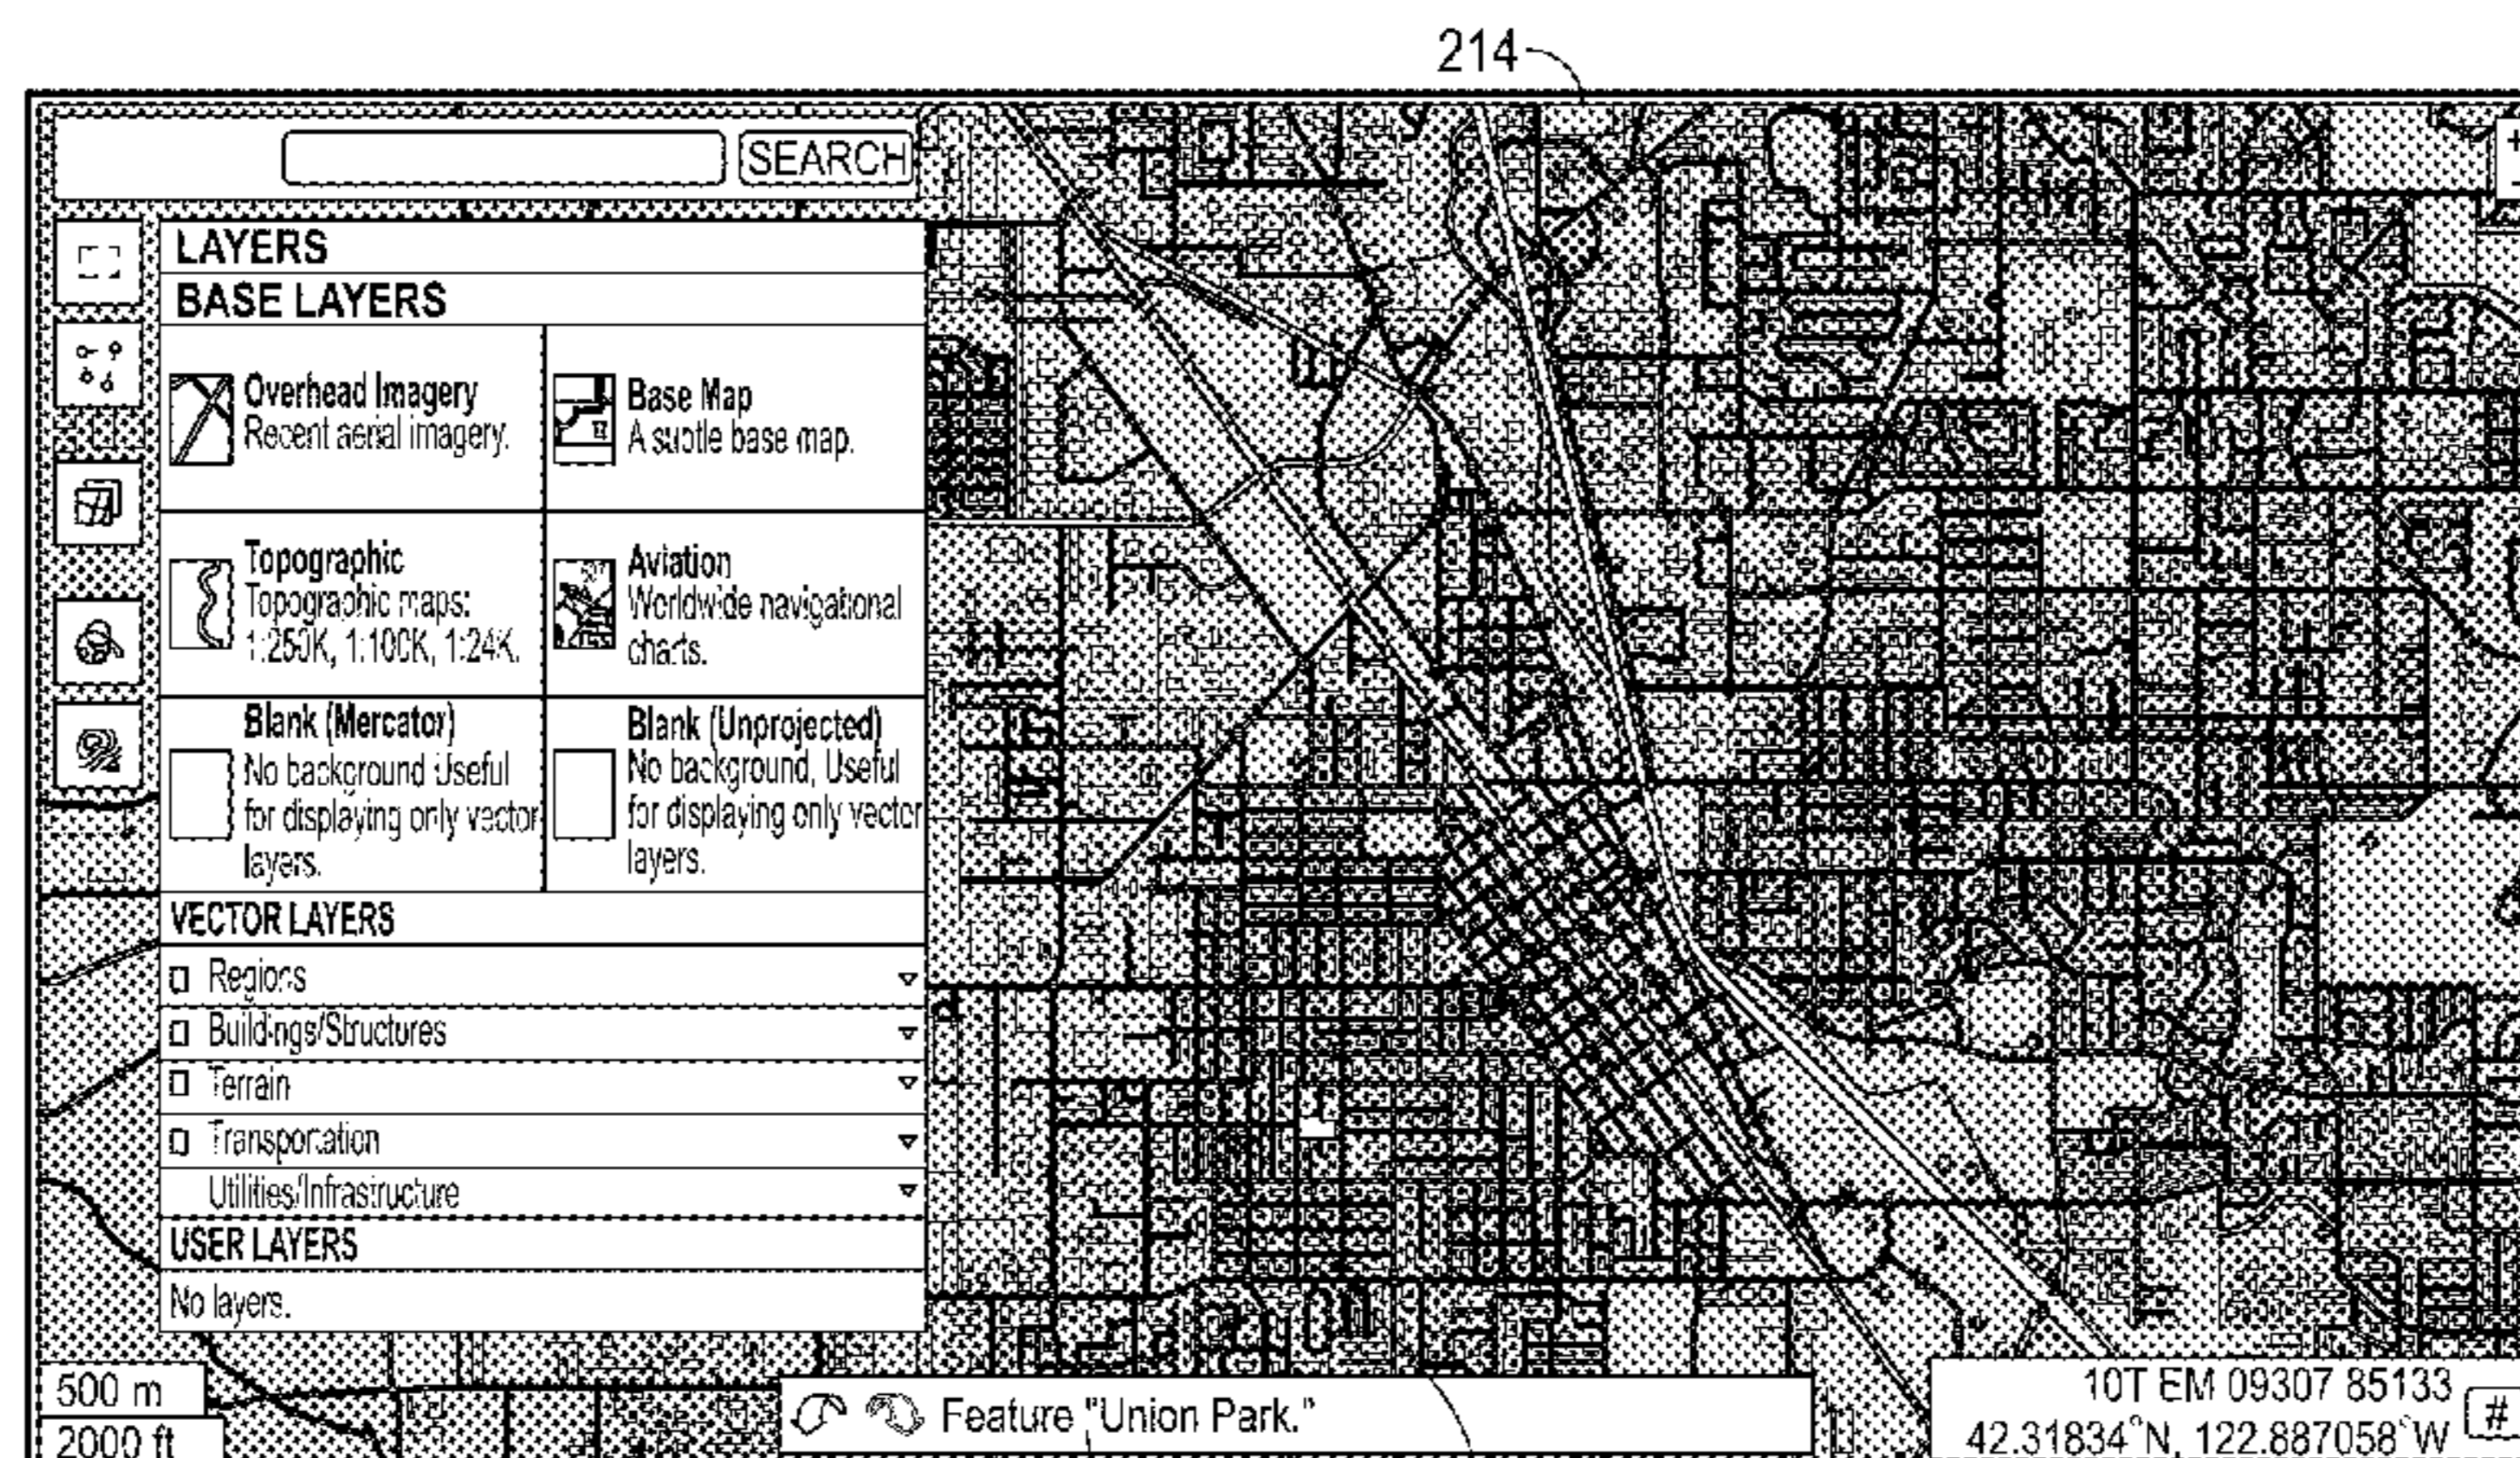 214
SEARCH
LAYERS
BASE LAYERS
Overhead Imagery
Recent aerial imagery.
Base Map
A subtle base map.
Topographic
Topographic maps:
1:250K, 1:100K, 1:24K.
Aviation
Worldwide navigational
charts.
Blank (Mercator)
No background Useful
for displaying only vector
layers.
Blank (Unprojected)
No background, Useful
for displaying only vector
layers.
VECTOR LAYERS
Regions
Buildings/Structures
Terrain
Transportation
Utilities/Infrastructure
USER LAYERS
No layers.
500 m
2000 ft
Feature "Union Park."
10T EM 09307 85133
42.31834°N, 122.887058°W
#
+